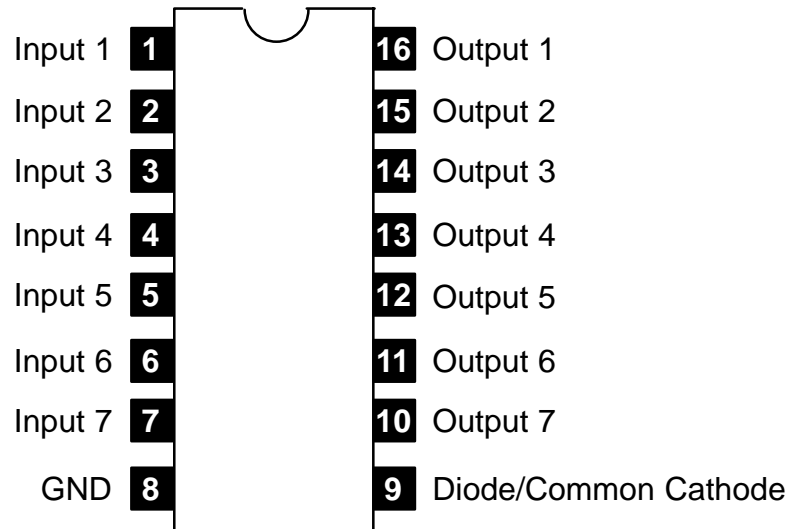 Input 1 1 16 Output 1
Input 2 2 15 Output 2
Input 3 3 14 Output 3
Input 4 4 13 Output 4
Input 5 5 12 Output 5
Input 6 6 11 Output 6
Input 7 7 10 Output 7
GND 8 9 Diode/Common Cathode